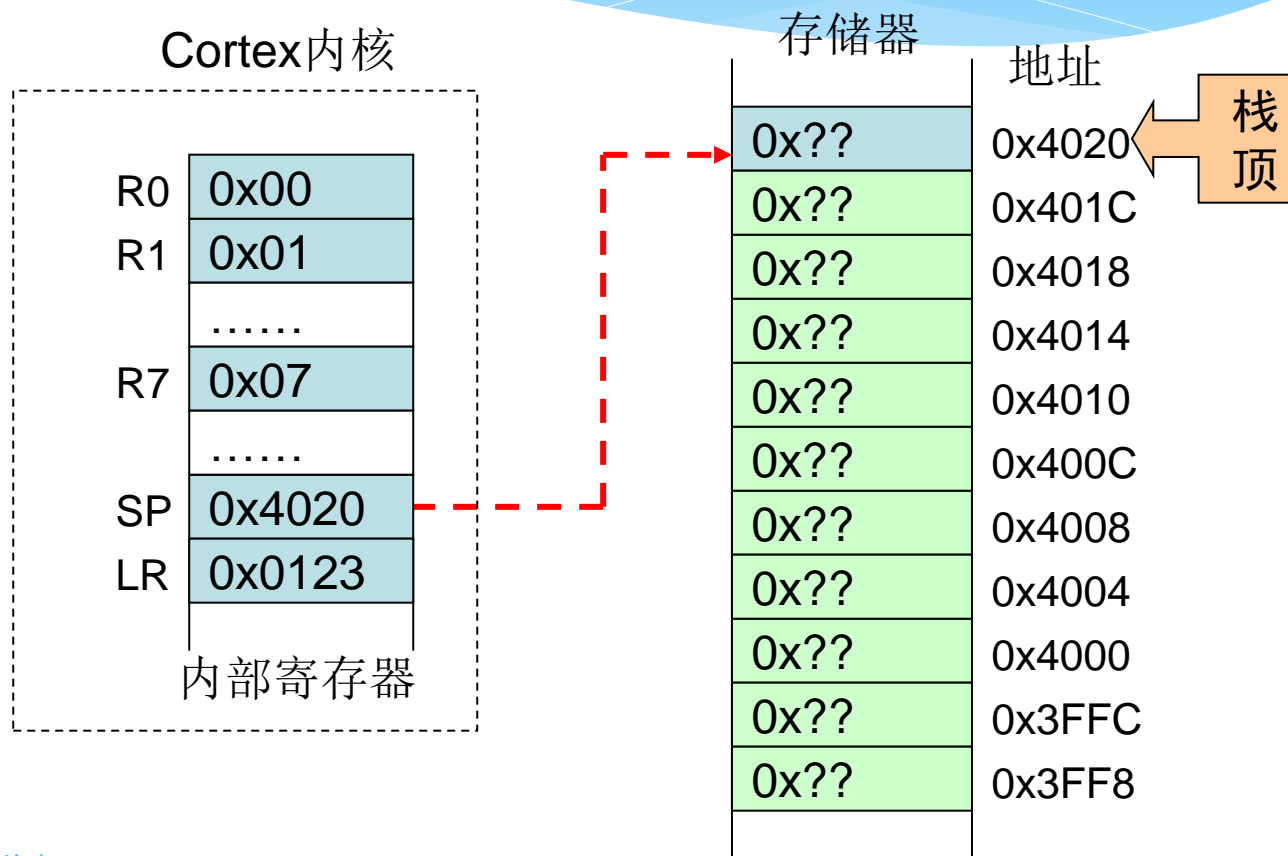 Cortex内核
R0 0x00
R1 0x01
……
R7 0x07
……
SP 0x4020
LR 0x0123
内部寄存器
存储器
地址
0x?? 0x4020
0x?? 0x401C
0x?? 0x4018
0x?? 0x4014
0x?? 0x4010
0x?? 0x400C
0x?? 0x4008
0x?? 0x4004
0x?? 0x4000
0x?? 0x3FFC
0x?? 0x3FF8
栈
顶